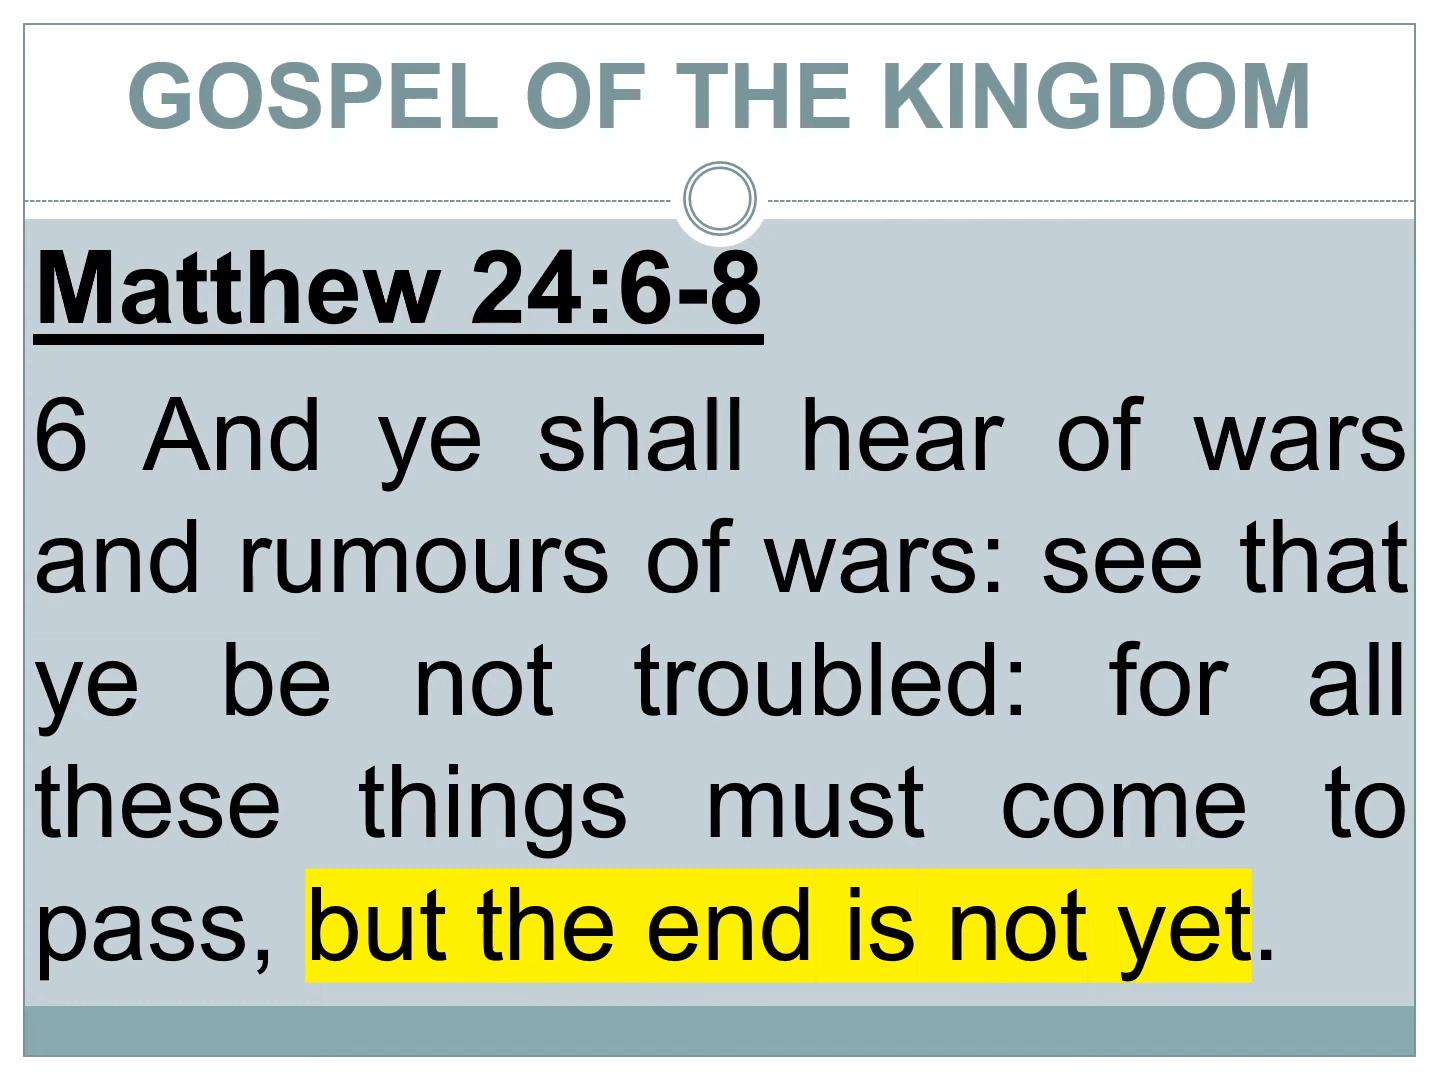 GOSPEL OF THE KINGDOM
Matthew 24:6-8
6 And ye shall hear of wars
and rumours of wars: see that
ye be not troubled: for all
these things must come to
pass, but the end is not yet.